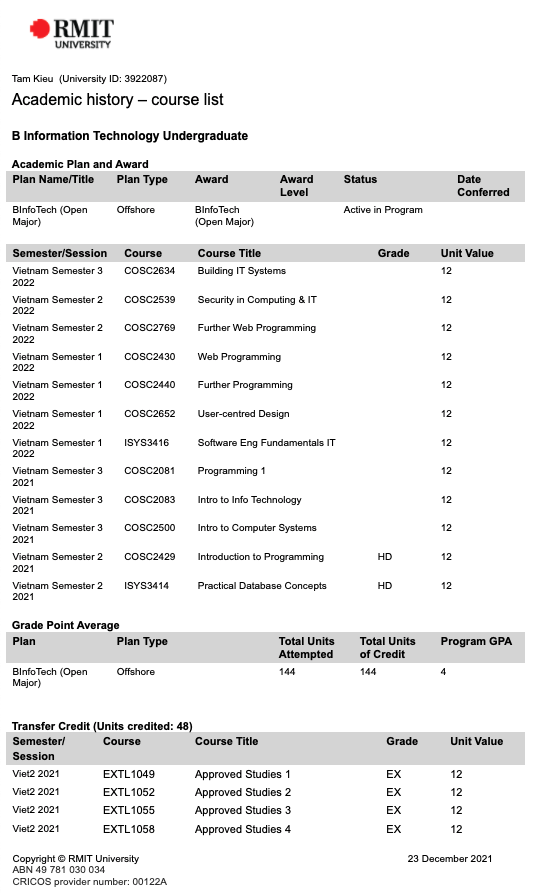 RMIT
UNIVERSITY
Tam Kieu (University ID: 3922087)
Academic history – course list
B Information Technology Undergraduate
Academic Plan and Award
Plan Name/Title Plan Type Award Award Level Status Date Conferred
BInfoTech (Open Major) Offshore BInfoTech (Open Major) Active in Program
Semester/Session Course Course Title Grade Unit Value
Vietnam Semester 3 2022 COSC2634 Building IT Systems 12
Vietnam Semester 2 2022 COSC2539 Security in Computing & IT 12
Vietnam Semester 2 2022 COSC2769 Further Web Programming 12
Vietnam Semester 1 2022 COSC2430 Web Programming 12
Vietnam Semester 1 2022 COSC2440 Further Programming 12
Vietnam Semester 1 2022 COSC2652 User-centred Design 12
Vietnam Semester 1 2022 ISYS3416 Software Eng Fundamentals IT 12
Vietnam Semester 3 2021 COSC2081 Programming 1 12
Vietnam Semester 3 2021 COSC2083 Intro to Info Technology 12
Vietnam Semester 3 2021 COSC2500 Intro to Computer Systems 12
Vietnam Semester 2 2021 COSC2429 Introduction to Programming HD 12
Vietnam Semester 2 2021 ISYS3414 Practical Database Concepts HD 12
Grade Point Average
Plan Plan Type Total Units Attempted Total Units of Credit Program GPA
BInfoTech (Open Major) Offshore 144 144 4
Transfer Credit (Units credited: 48)
Semester/ Session Course Course Title Grade Unit Value
Viet2 2021 EXTL1049 Approved Studies 1 EX 12
Viet2 2021 EXTL1052 Approved Studies 2 EX 12
Viet2 2021 EXTL1055 Approved Studies 3 EX 12
Viet2 2021 EXTL1058 Approved Studies 4 EX 12
Copyright © RMIT University 23 December 2021
ABN 49 781 030 034
CRICOS provider number: 00122A